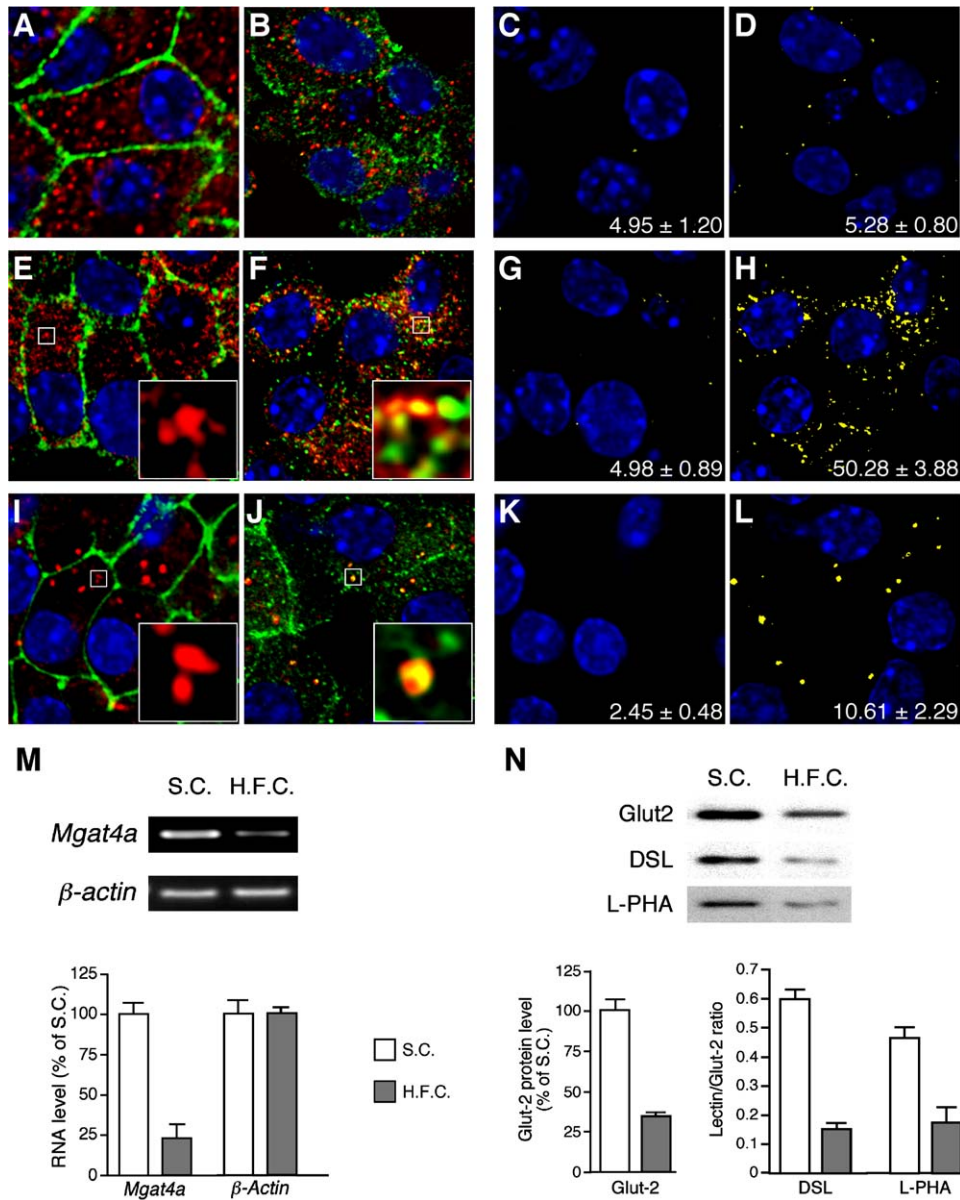 A B C D
4.95 ± 1.20 5.28 ± 0.80
E F G H
4.98 ± 0.89 50.28 ± 3.88
I J K L
2.45 ± 0.48 10.61 ± 2.29
M
S.C. H.F.C.
Mgat4a
β-actin
RNA level (% of S.C.)
125
100
75
50
25
0
Mgat4a β-Actin
S.C.
H.F.C.
N
S.C. H.F.C.
Glut2
DSL
L-PHA
Glut-2 protein level
(% of S.C.)
125
100
75
50
25
0
Glut-2
Lectin/Glut-2 ratio
0.7
0.6
0.5
0.4
0.3
0.2
0.1
0
DSL L-PHA